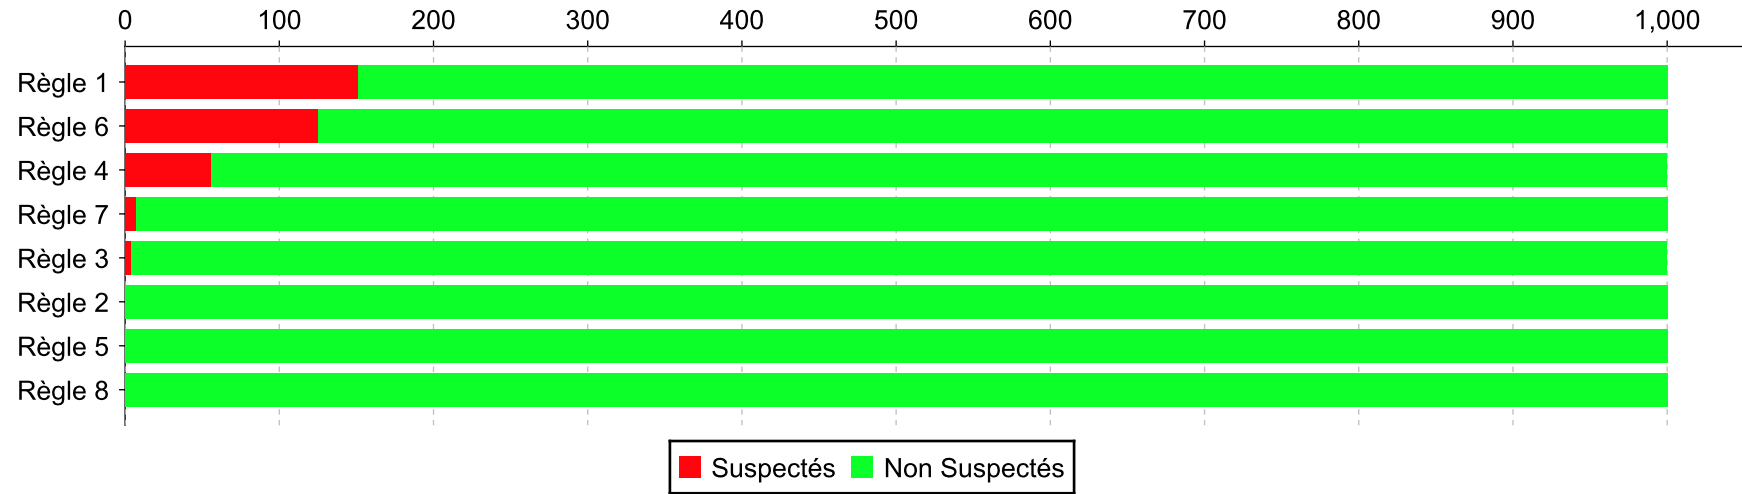 0 100 200 300 400 500 600 700 800 900 1,000
Règle 1
Règle 6
Règle 4
Règle 7
Règle 3
Règle 2
Règle 5
Règle 8
Suspectés Non Suspectés